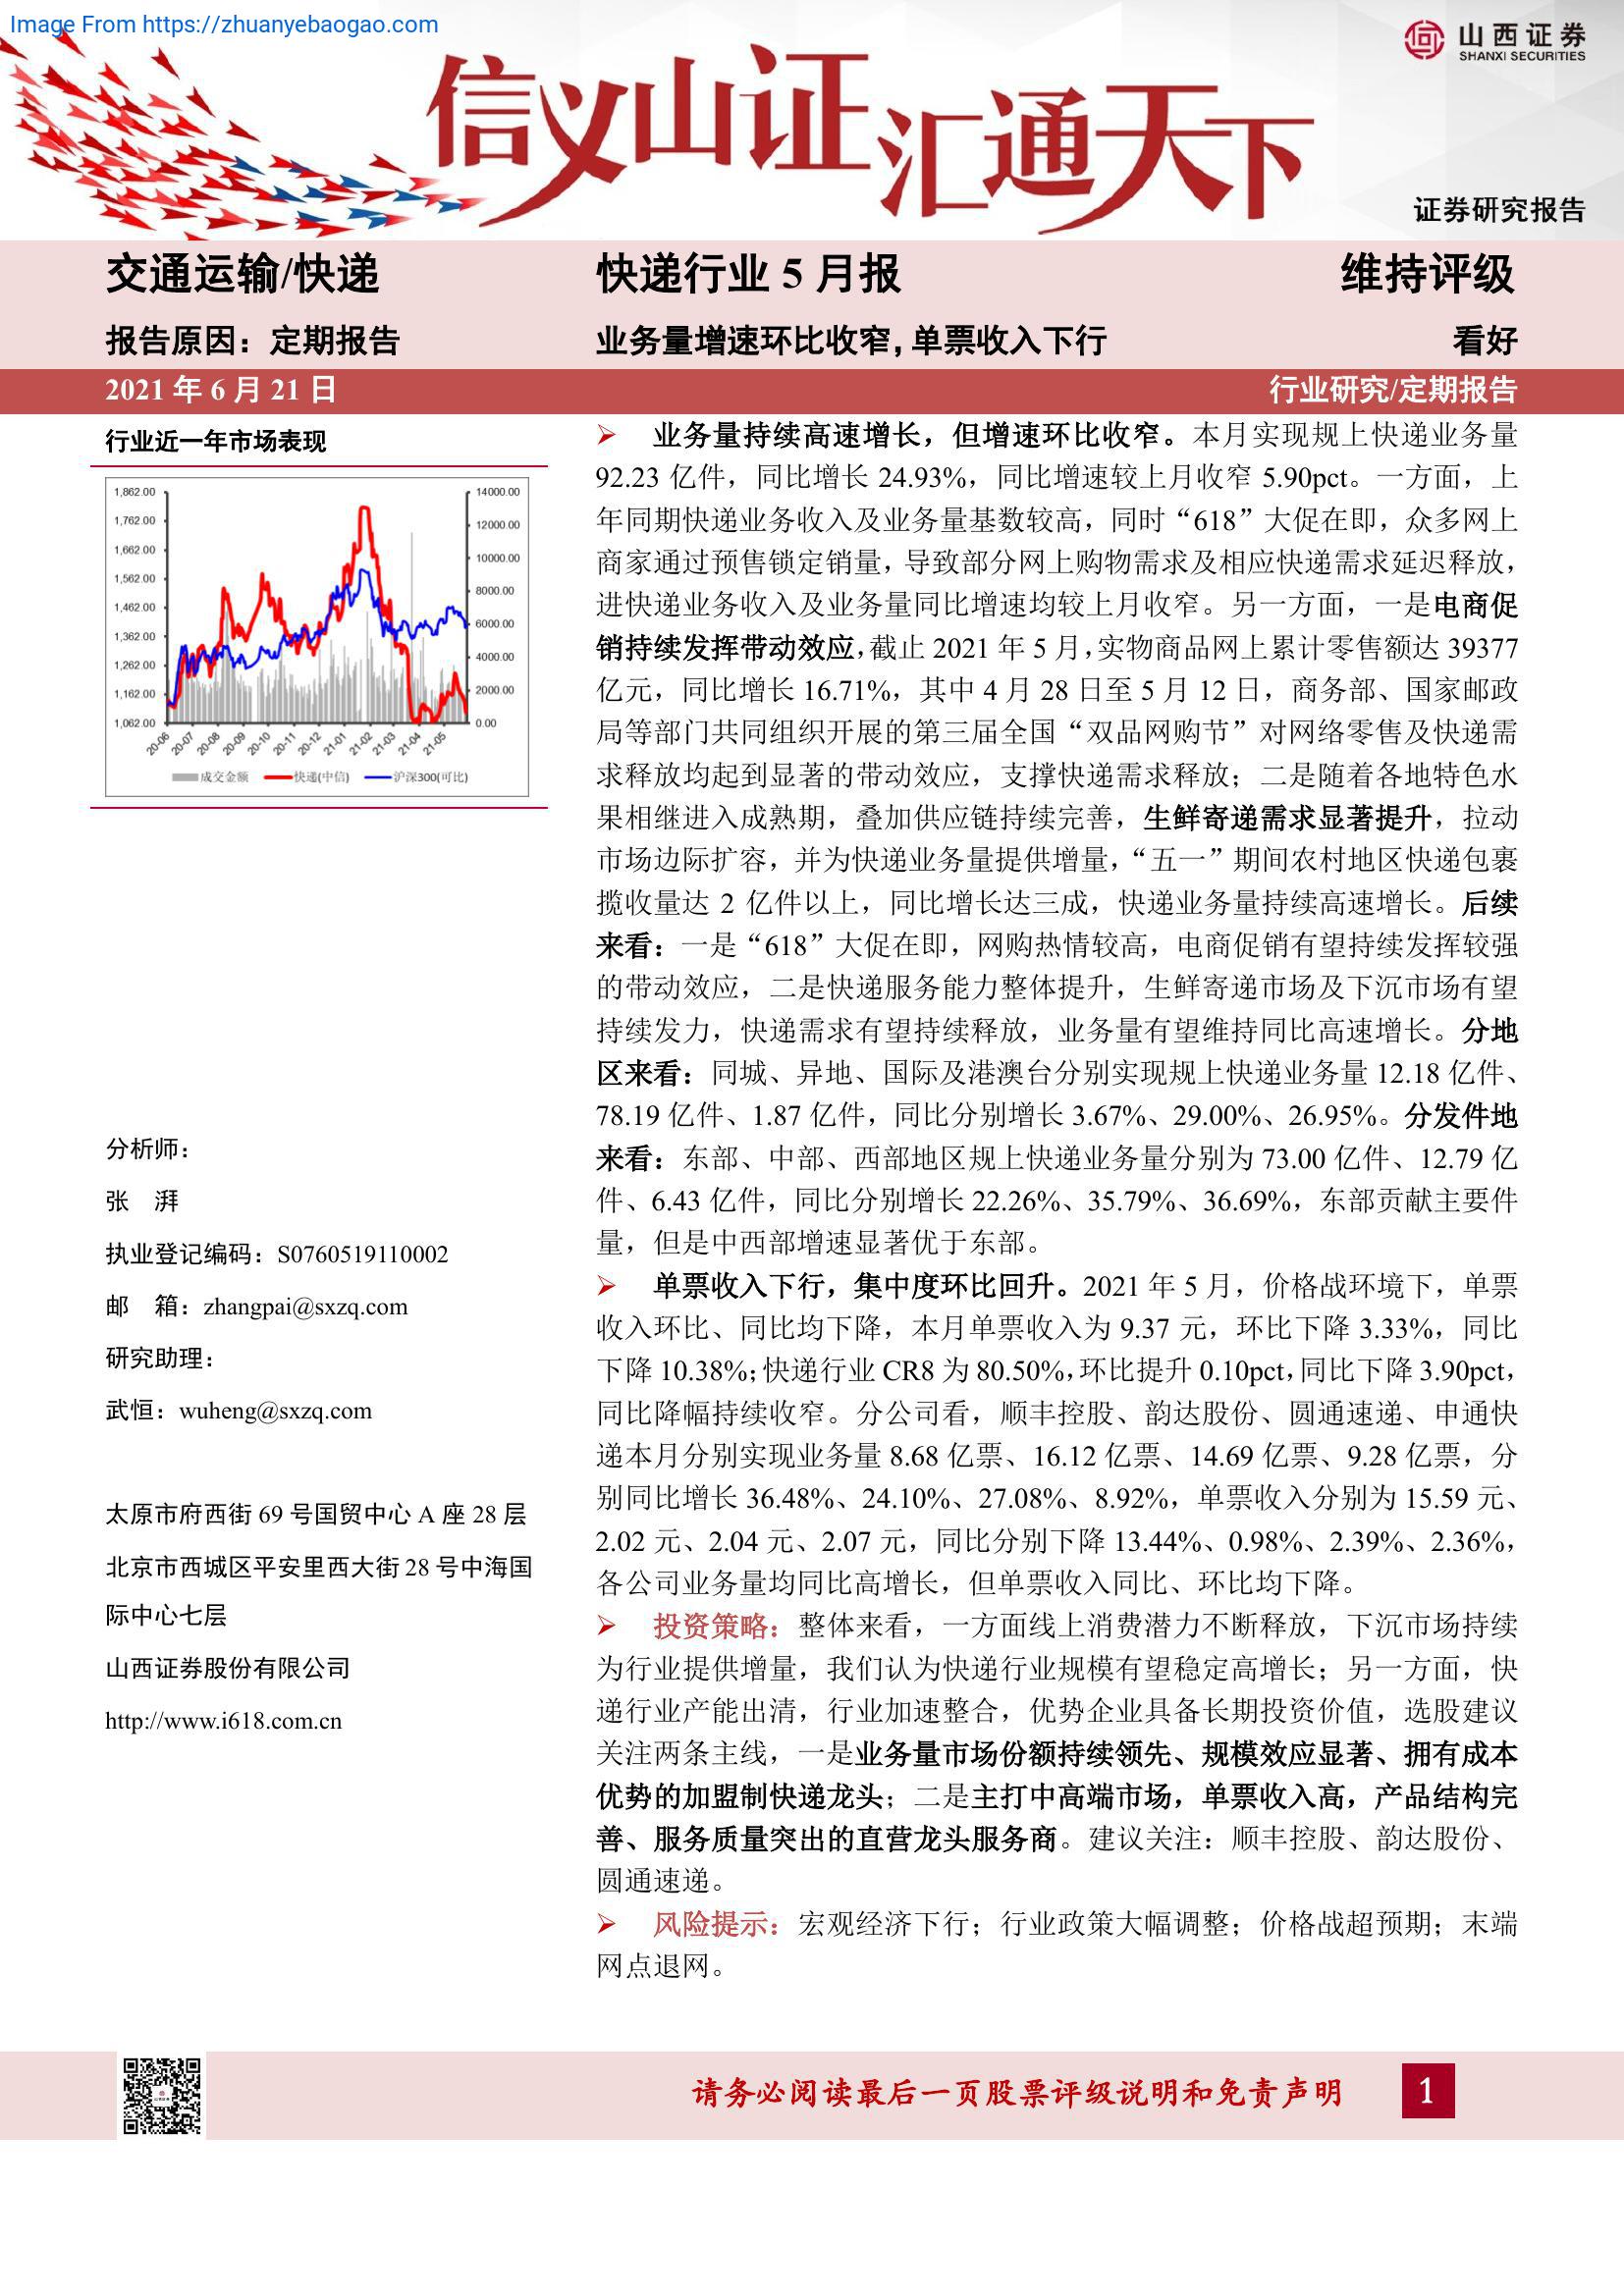 Image From https://zhuanyebaogao.com
山西证券
SHANXI SECURITIES
信义山证汇通天下
证券研究报告
交通运输/快递
快递行业 5 月报
维持评级
报告原因：定期报告
业务量增速环比收窄,单票收入下行
看好
2021 年 6 月 21 日
行业研究/定期报告
行业近一年市场表现
1,862.00
1,762.00
1,662.00
1,562.00
1,462.00
1,362.00
1,262.00
1,162.00
1,062.00
14000.00
12000.00
10000.00
8000.00
6000.00
4000.00
2000.00
0.00
20-06
20-07
20-08
20-09
20-10
20-11
20-12
21-01
21-02
21-03
21-04
21-05
成交金额 快递(中信) 沪深300(可比)
分析师：
张 湃
执业登记编码：S0760519110002
邮 箱：zhangpai@sxzq.com
研究助理：
武恒：wuheng@sxzq.com
太原市府西街 69 号国贸中心 A 座 28 层
北京市西城区平安里西大街 28 号中海国
际中心七层
山西证券股份有限公司
http://www.i618.com.cn
业务量持续高速增长，但增速环比收窄。本月实现规上快递业务量
92.23 亿件，同比增长 24.93%，同比增速较上月收窄 5.90pct。一方面，上
年同期快递业务收入及业务量基数较高，同时“618”大促在即，众多网上
商家通过预售锁定销量，导致部分网上购物需求及相应快递需求延迟释放，
进快递业务收入及业务量同比增速均较上月收窄。另一方面，一是电商促
销持续发挥带动效应，截止 2021 年 5 月，实物商品网上累计零售额达 39377
亿元，同比增长 16.71%，其中 4 月 28 日至 5 月 12 日，商务部、国家邮政
局等部门共同组织开展的第三届全国“双品网购节”对网络零售及快递需
求释放均起到显著的带动效应，支撑快递需求释放；二是随着各地特色水
果相继进入成熟期，叠加供应链持续完善，生鲜寄递需求显著提升，拉动
市场边际扩容，并为快递业务量提供增量，“五一”期间农村地区快递包裹
揽收量达 2 亿件以上，同比增长达三成，快递业务量持续高速增长。后续
来看：一是“618”大促在即，网购热情较高，电商促销有望持续发挥较强
的带动效应，二是快递服务能力整体提升，生鲜寄递市场及下沉市场有望
持续发力，快递需求有望持续释放，业务量有望维持同比高速增长。分地
区来看：同城、异地、国际及港澳台分别实现规上快递业务量 12.18 亿件、
78.19 亿件、1.87 亿件，同比分别增长 3.67%、29.00%、26.95%。分发件地
来看：东部、中部、西部地区规上快递业务量分别为 73.00 亿件、12.79 亿
件、6.43 亿件，同比分别增长 22.26%、35.79%、36.69%，东部贡献主要件
量，但是中西部增速显著优于东部。
单票收入下行，集中度环比回升。2021 年 5 月，价格战环境下，单票
收入环比、同比均下降，本月单票收入为 9.37 元，环比下降 3.33%，同比
下降 10.38%；快递行业 CR8 为 80.50%，环比提升 0.10pct，同比下降 3.90pct，
同比降幅持续收窄。分公司看，顺丰控股、韵达股份、圆通速递、申通快
递本月分别实现业务量 8.68 亿票、16.12 亿票、14.69 亿票、9.28 亿票，分
别同比增长 36.48%、24.10%、27.08%、8.92%，单票收入分别为 15.59 元、
2.02 元、2.04 元、2.07 元，同比分别下降 13.44%、0.98%、2.39%、2.36%，
各公司业务量均同比高增长，但单票收入同比、环比均下降。
投资策略：整体来看，一方面线上消费潜力不断释放，下沉市场持续
为行业提供增量，我们认为快递行业规模有望稳定高增长；另一方面，快
递行业产能出清，行业加速整合，优势企业具备长期投资价值，选股建议
关注两条主线，一是业务量市场份额持续领先、规模效应显著、拥有成本
优势的加盟制快递龙头；二是主打中高端市场，单票收入高，产品结构完
善、服务质量突出的直营龙头服务商。建议关注：顺丰控股、韵达股份、
圆通速递。
风险提示：宏观经济下行；行业政策大幅调整；价格战超预期；末端
网点退网。
请务必阅读最后一页股票评级说明和免责声明
1